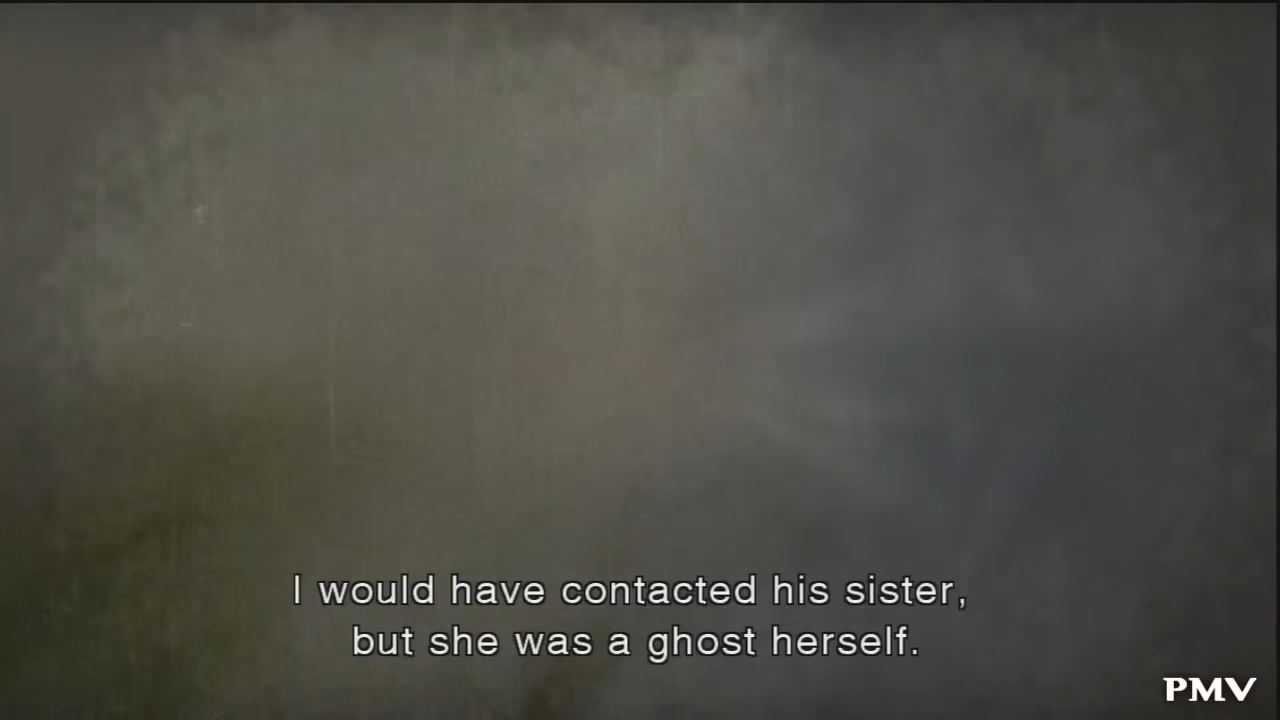 I would have contacted his sister,
but she was a ghost herself.
PMV